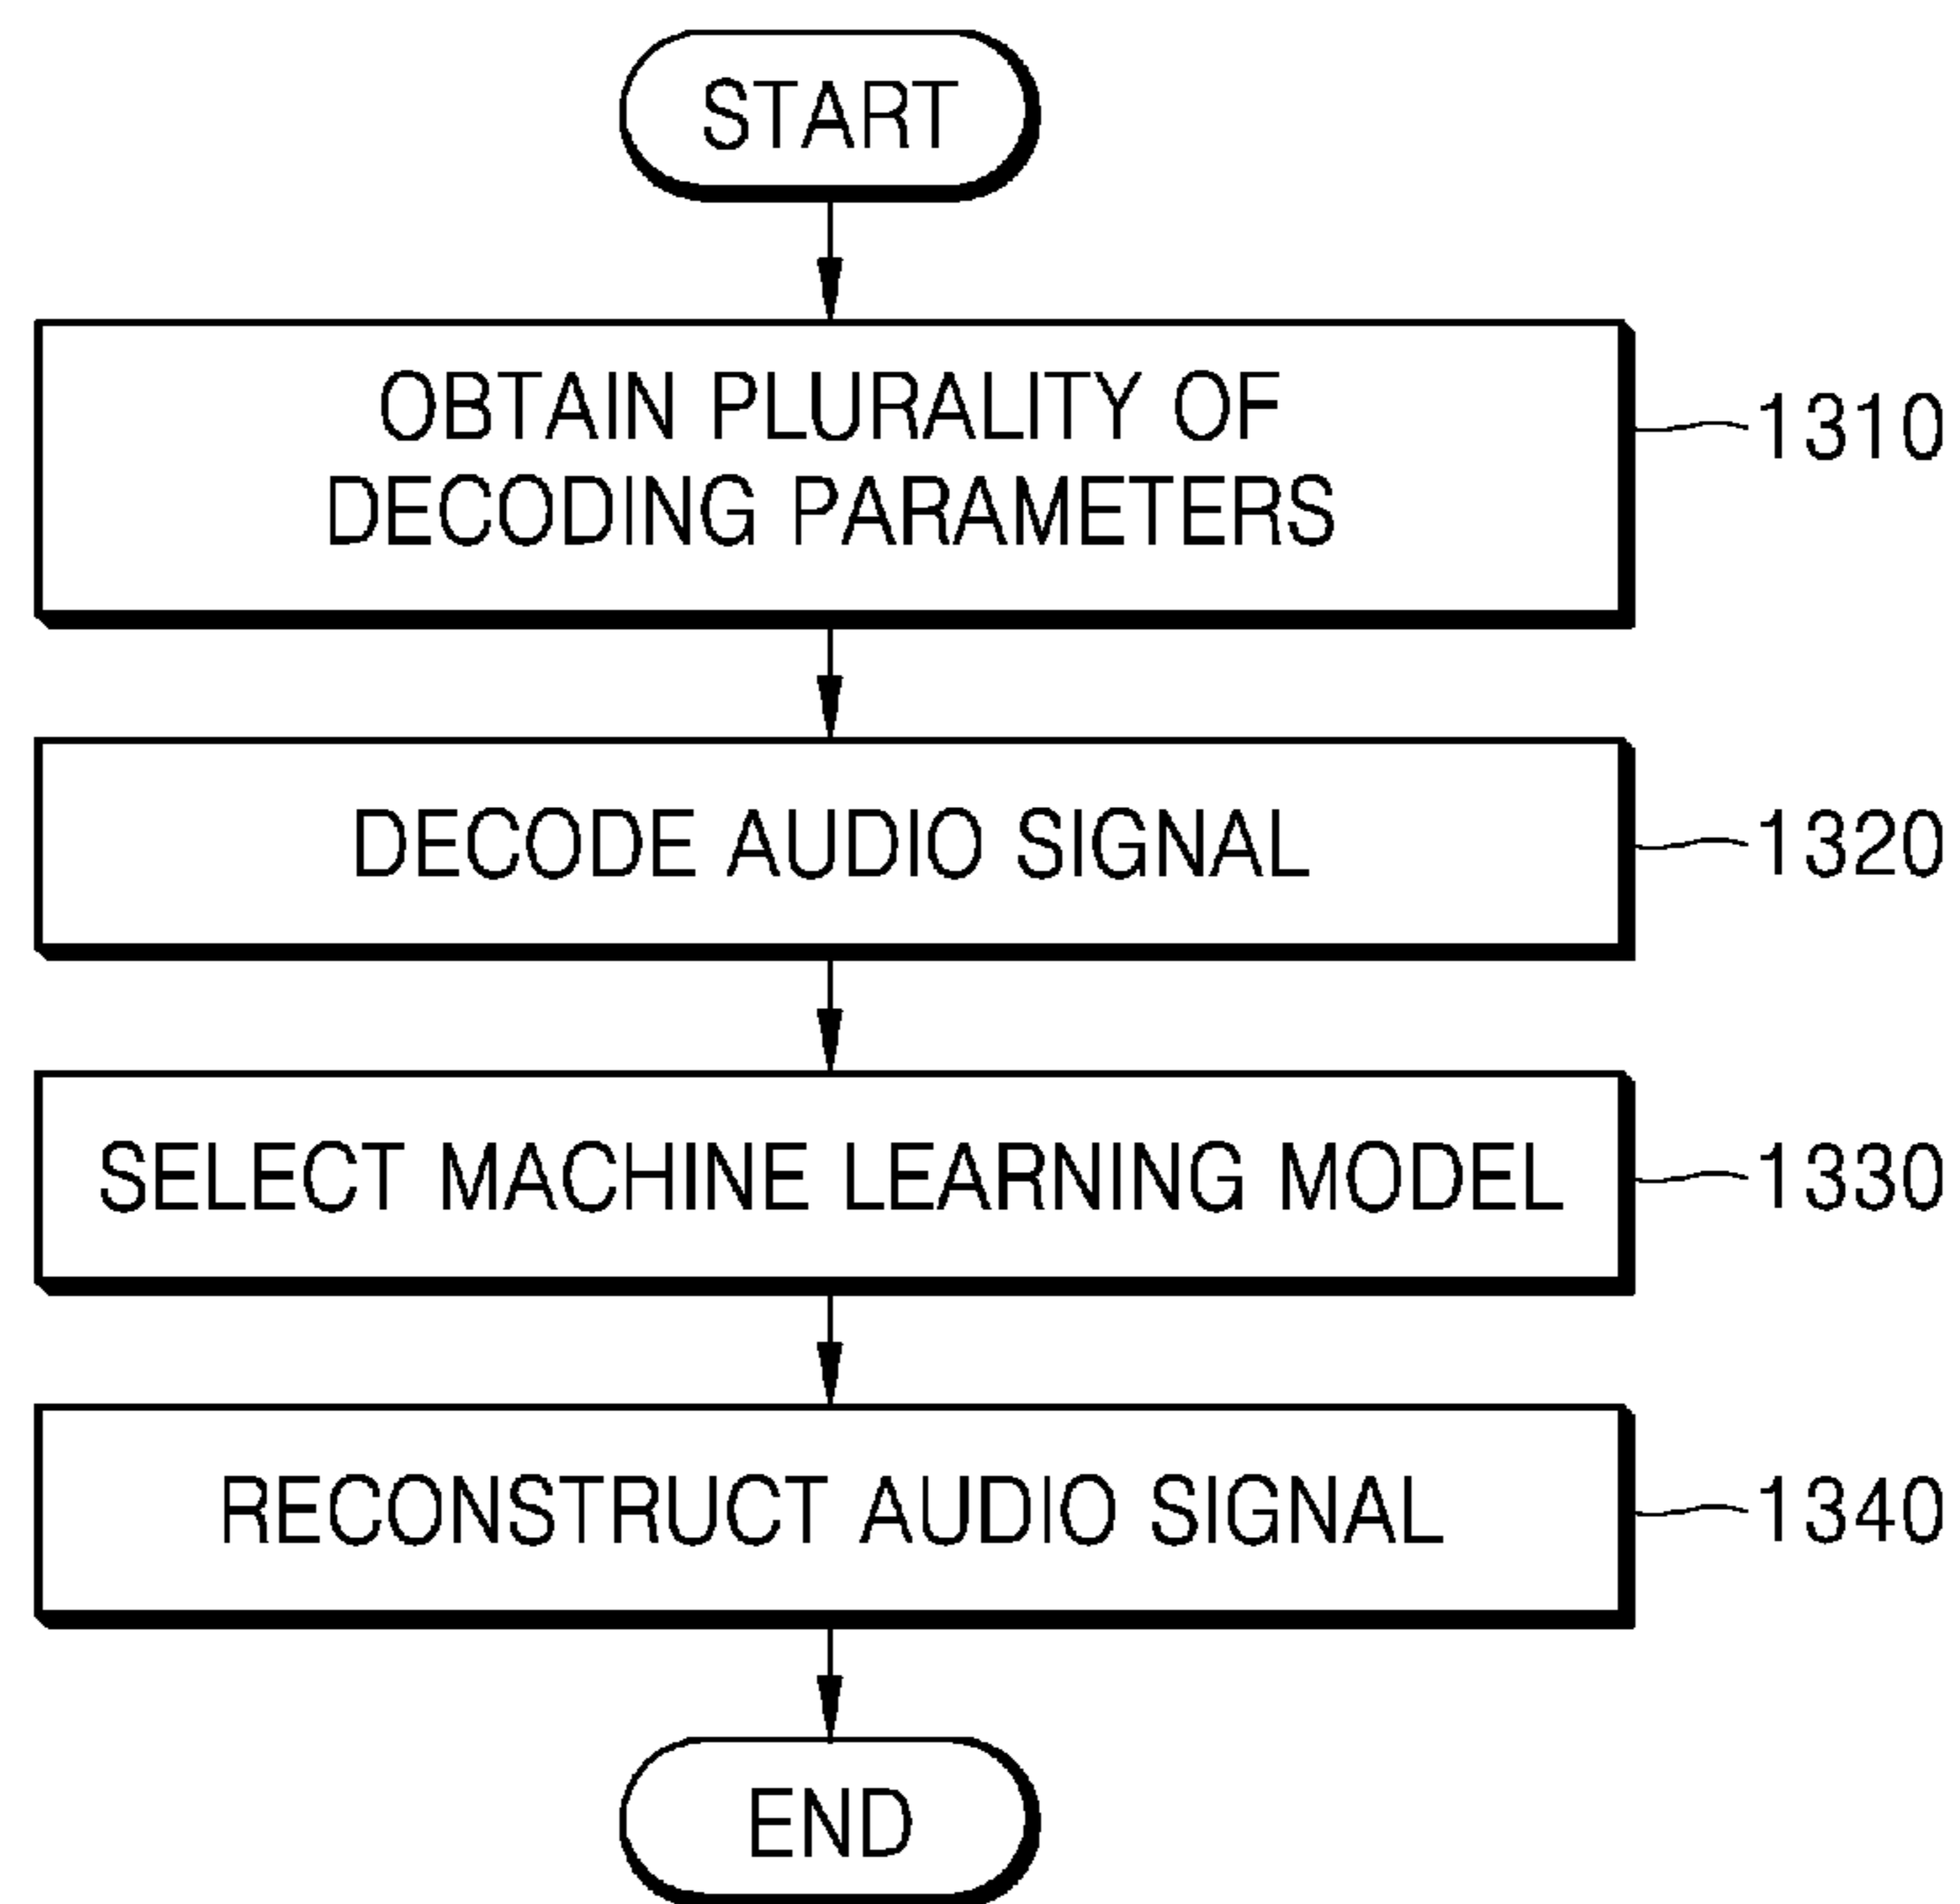 START
OBTAIN PLURALITY OF
DECODING PARAMETERS
1310
DECODE AUDIO SIGNAL
1320
SELECT MACHINE LEARNING MODEL
1330
RECONSTRUCT AUDIO SIGNAL
1340
END